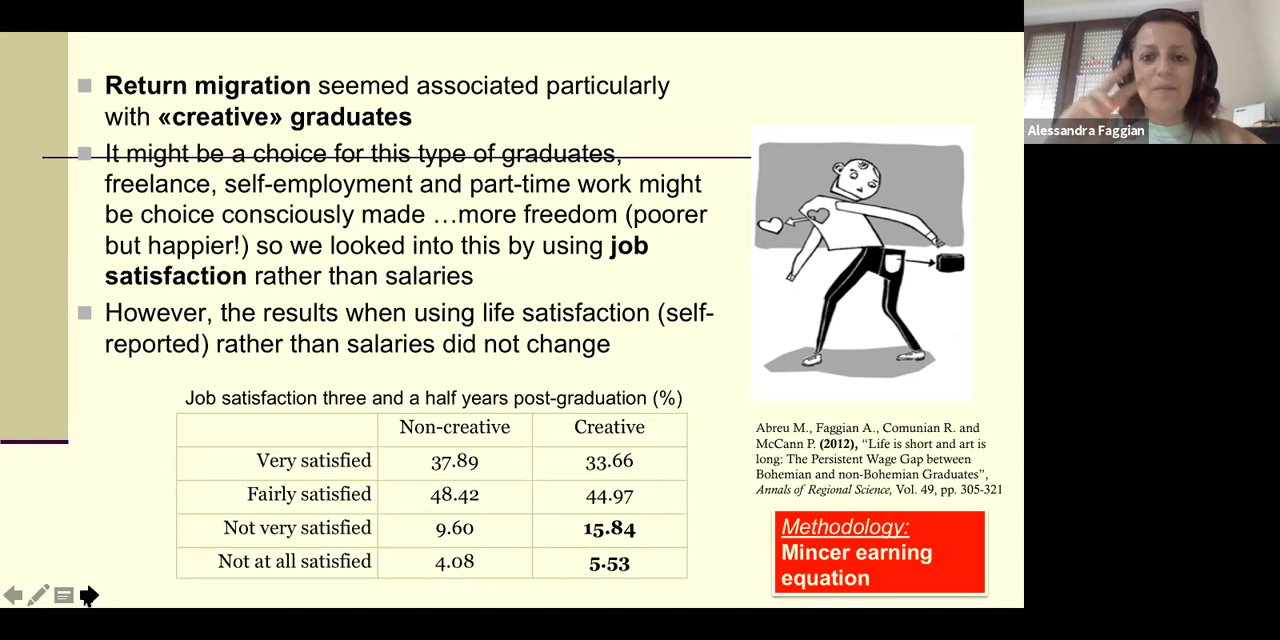 Return migration seemed associated particularly
with «creative» graduates
It might be a choice for this type of graduates,
freelance, self-employment and part-time work might
be choice consciously made …more freedom (poorer
but happier!) so we looked into this by using job
satisfaction rather than salaries
However, the results when using life satisfaction (self-
reported) rather than salaries did not change
Job satisfaction three and a half years post-graduation (%)
Non-creative Creative
Very satisfied 37.89 33.66
Fairly satisfied 48.42 44.97
Not very satisfied 9.60 15.84
Not at all satisfied 4.08 5.53
Abreu M., Faggian A., Comunian R. and
McCann P. (2012), “Life is short and art is
long: The Persistent Wage Gap between
Bohemian and non-Bohemian Graduates”,
Annals of Regional Science, Vol. 49, pp. 305-321
Methodology:
Mincer earning
equation
Alessandra Faggian